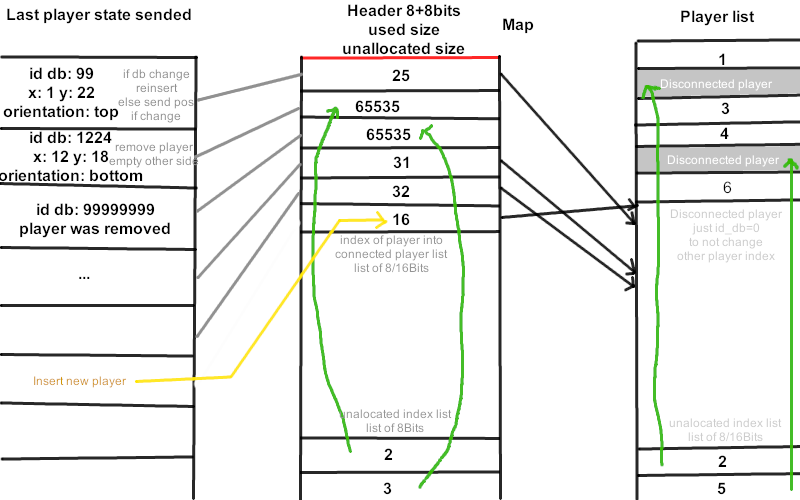 Last player state sended
id db: 99
x: 1 y: 22
orientation: top
if db change
reinsert
else send pos
if change
id db: 1224
x: 12 y: 18
orientation: bottom
remove player
empty other side
id db: 99999999
player was removed
...
Insert new player
Header 8+8bits
used size
unallocated size
25
65535
65535
31
32
16
index of player into
connected player list
list of 8/16Bits
unalocated index list
list of 8Bits
2
3
Map
Player list
1
Disconnected player
3
4
Disconnected player
6
Disconnected player
just id_db=0
to not change
other player index
unalocated index list
list of 8/16Bits
2
5